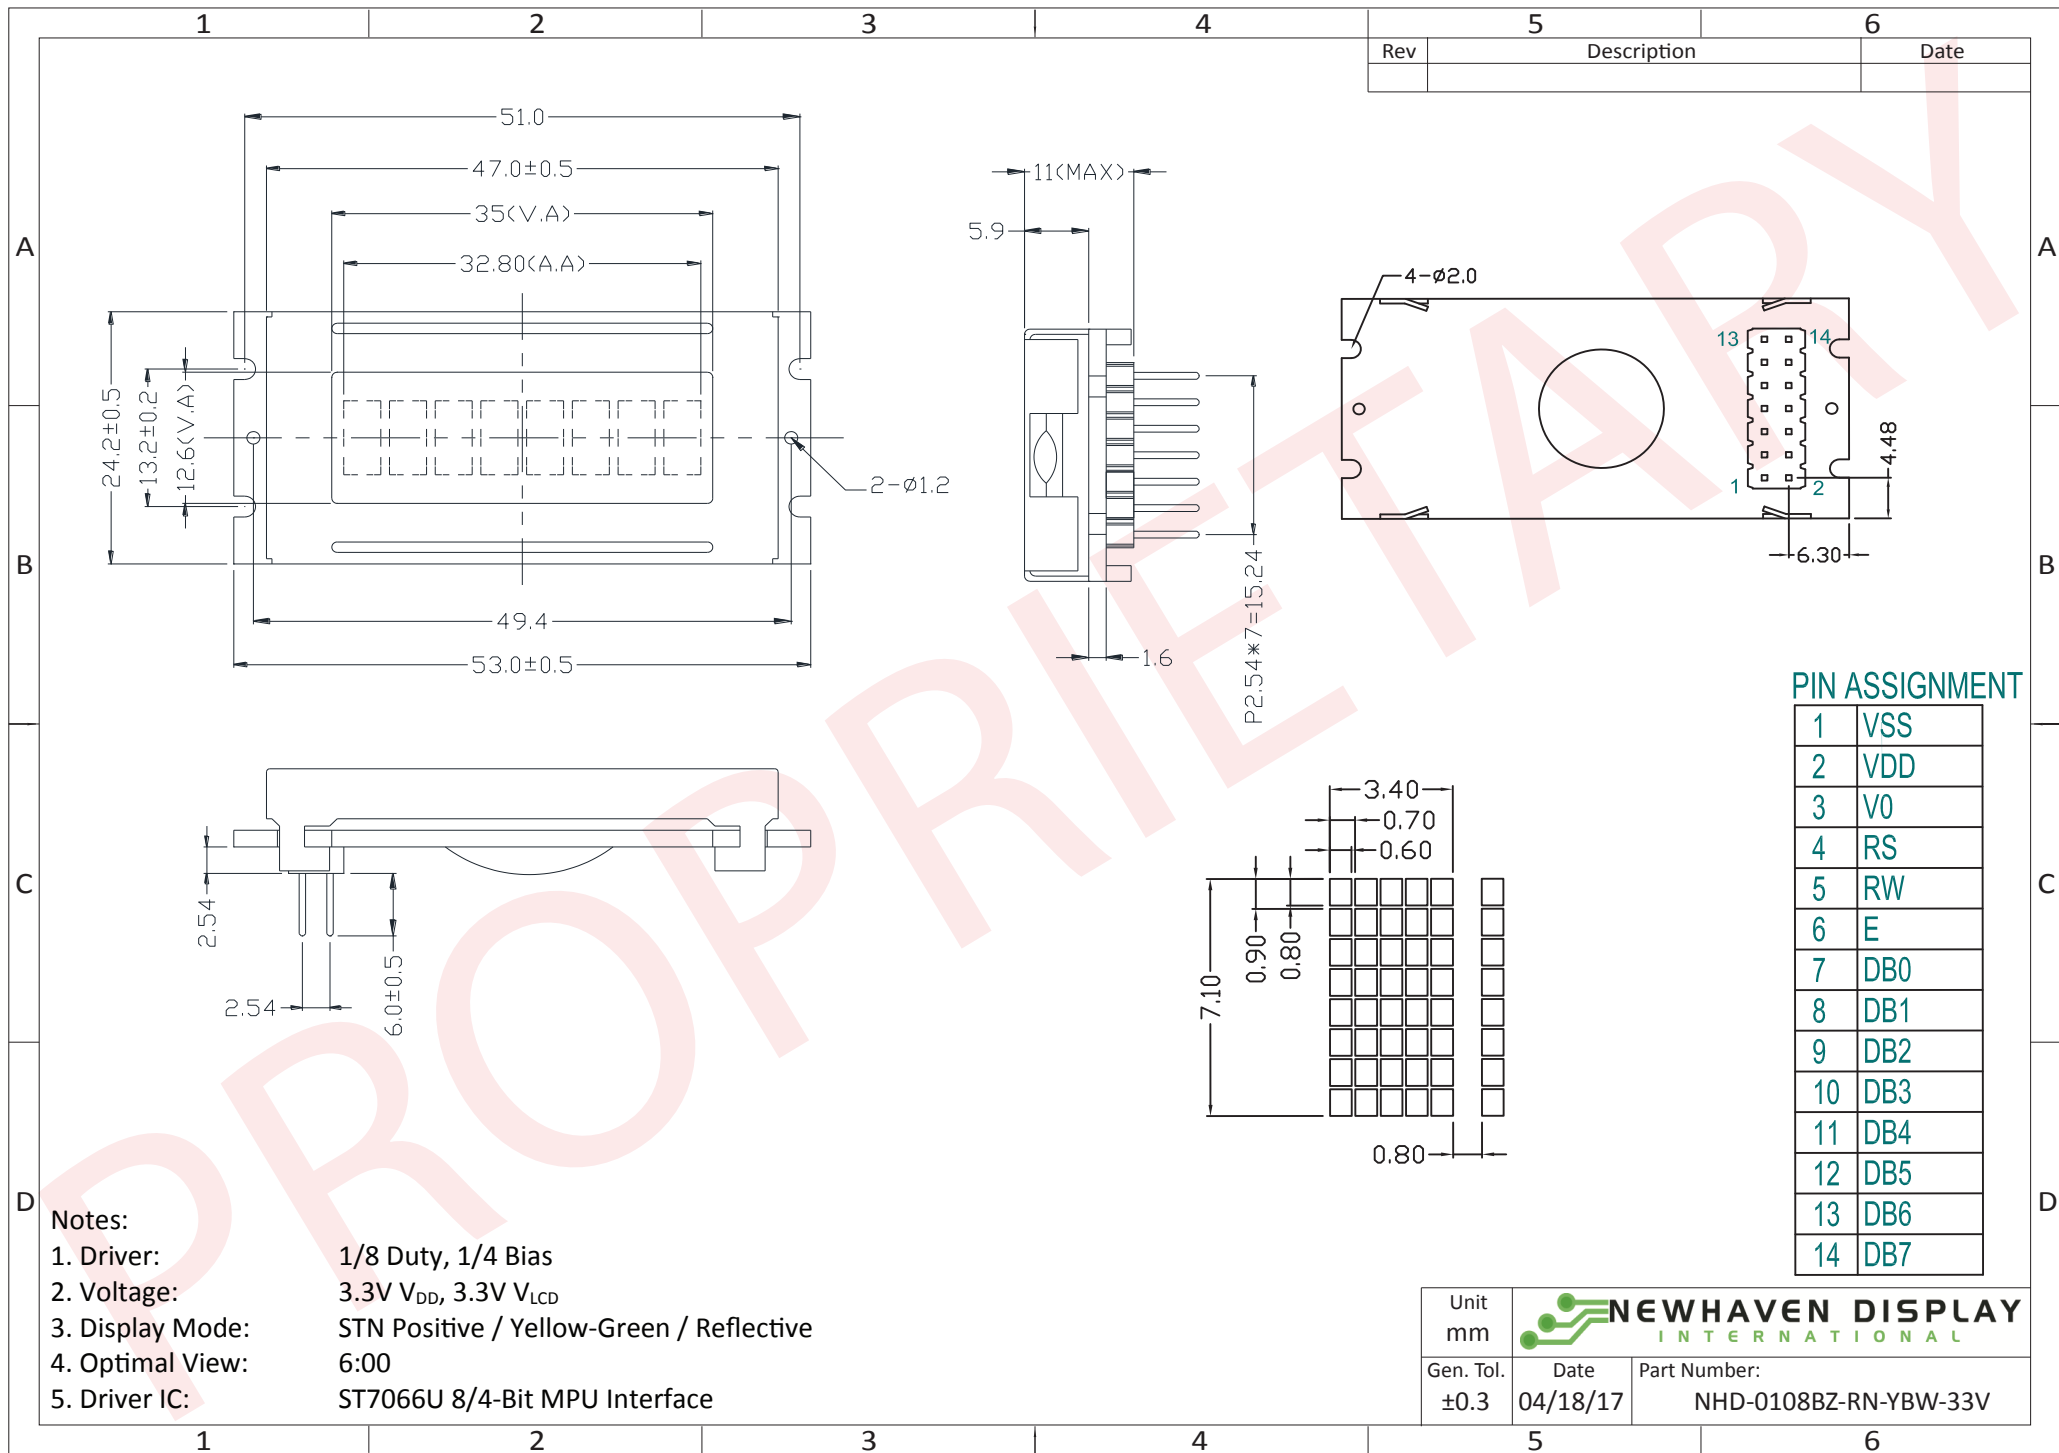 1 2 3 4 5 6
Rev Description Date
A A
B B
C C
D D
51.0
47.0±0.5
35(V.A)
32.80(A.A)
24.2±0.5
13.2±0.2
12.6(V.A)
2-ø1.2
49.4
53.0±0.5
11(MAX)
5.9
1.6
P2.54*7=15.24
4-ø2.0
13 14
1 2
4.48
6.30
2.54
2.54
6.0±0.5
3.40
0.70
0.60
0.90
0.80
7.10
0.80
PIN ASSIGNMENT
1 VSS
2 VDD
3 V0
4 RS
5 RW
6 E
7 DB0
8 DB1
9 DB2
10 DB3
11 DB4
12 DB5
13 DB6
14 DB7
PROPRIETARY
Notes:
1. Driver: 1/8 Duty, 1/4 Bias
2. Voltage: 3.3V VDD, 3.3V VLCD
3. Display Mode: STN Positive / Yellow-Green / Reflective
4. Optimal View: 6:00
5. Driver IC: ST7066U 8/4-Bit MPU Interface
Unit
mm
NEWHAVEN DISPLAY
INTERNATIONAL
Gen. Tol.
±0.3
Date
04/18/17
Part Number:
NHD-0108BZ-RN-YBW-33V
1 2 3 4 5 6